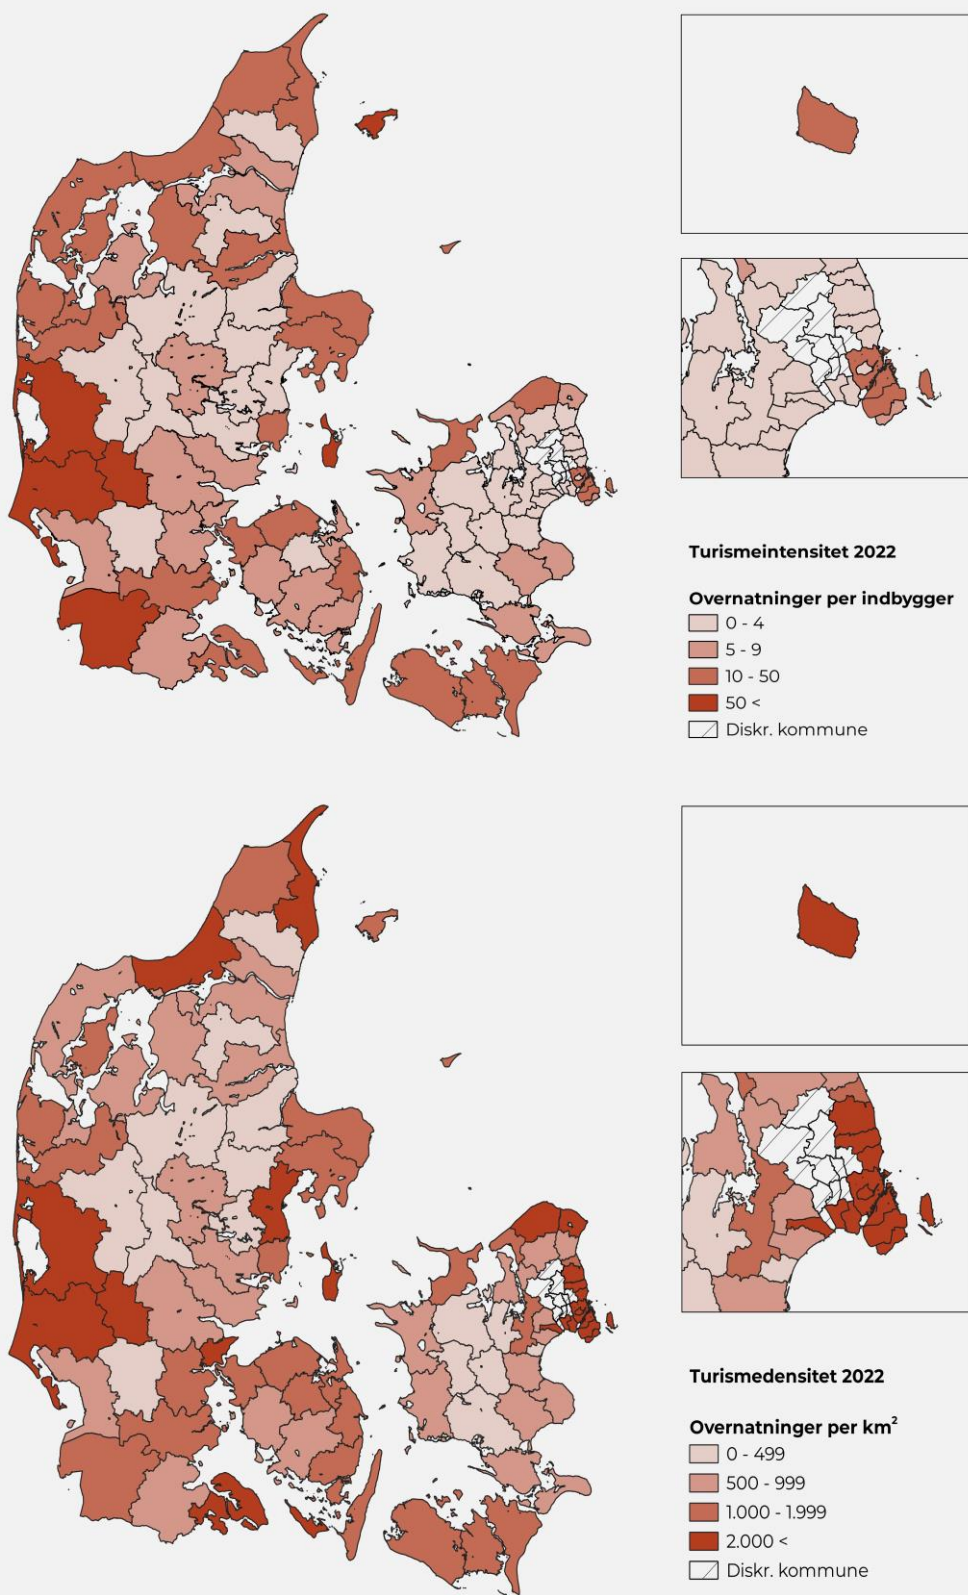 Turismeintensitet 2022
Overnatninger per indbygger
0 - 4
5 - 9
10 - 50
50 <
Diskr. kommune
Turismedensitet 2022
Overnatninger per km²
0 - 499
500 - 999
1.000 - 1.999
2.000 <
Diskr. kommune